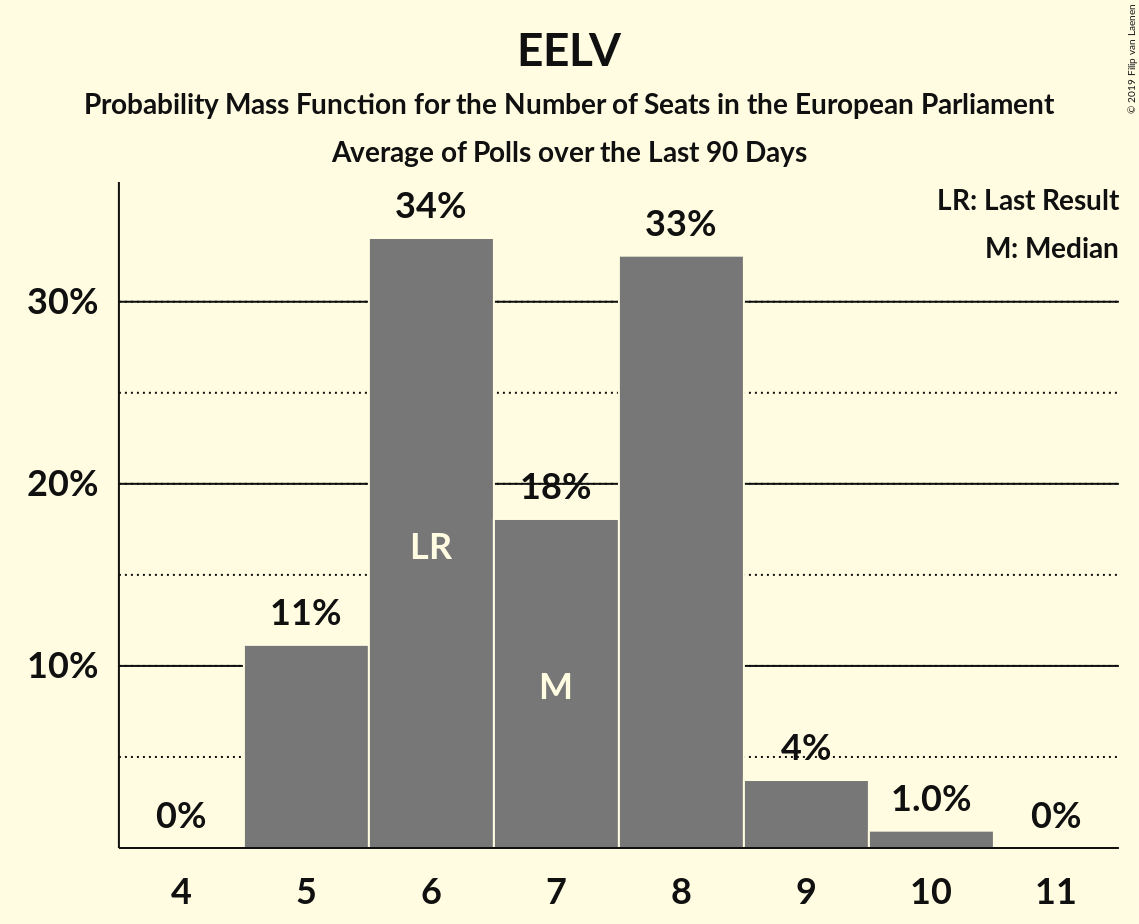 EELV
Probability Mass Function for the Number of Seats in the European Parliament
Average of Polls over the Last 90 Days
© 2019 Filip van Laenen
LR: Last Result
M: Median
34%
33%
30%
20%
18%
LR
11%
10%
M
4%
1.0%
0%
0%
4 5 6 7 8 9 10 11